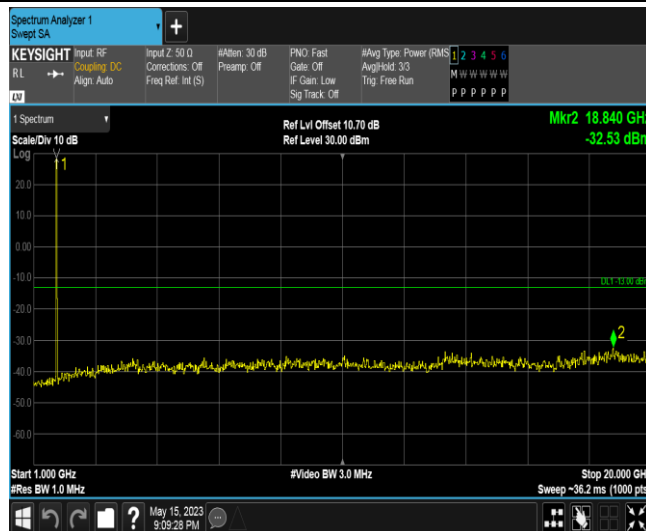 Spectrum Analyzer 1
Swept SA
+
KEYSIGHT
RL
LXI
Input: RF
Coupling: DC
Align: Auto
Input Z: 50 Ω
Corrections: Off
Freq Ref: Int (S)
#Atten: 30 dB
Preamp: Off
PNO: Fast
Gate: Off
IF Gain: Low
Sig Track: Off
#Avg Type: Power (RMS
Avg|Hold: 3/3
Trig: Free Run
1 2 3 4 5 6
M W W W W W
P P P P P P
1 Spectrum
Scale/Div 10 dB
Log
Ref Lvl Offset 10.70 dB
Ref Level 30.00 dBm
Mkr2 18.840 GHz
-32.53 dBm
1
20.0
10.0
0.00
-10.0
DL1 -13.00 dBm
-20.0
-30.0
2
-40.0
-50.0
-60.0
Start 1.000 GHz
#Res BW 1.0 MHz
#Video BW 3.0 MHz
Stop 20.000 GHz
Sweep ~36.2 ms (1000 pts)
?
May 15, 2023
9:09:28 PM